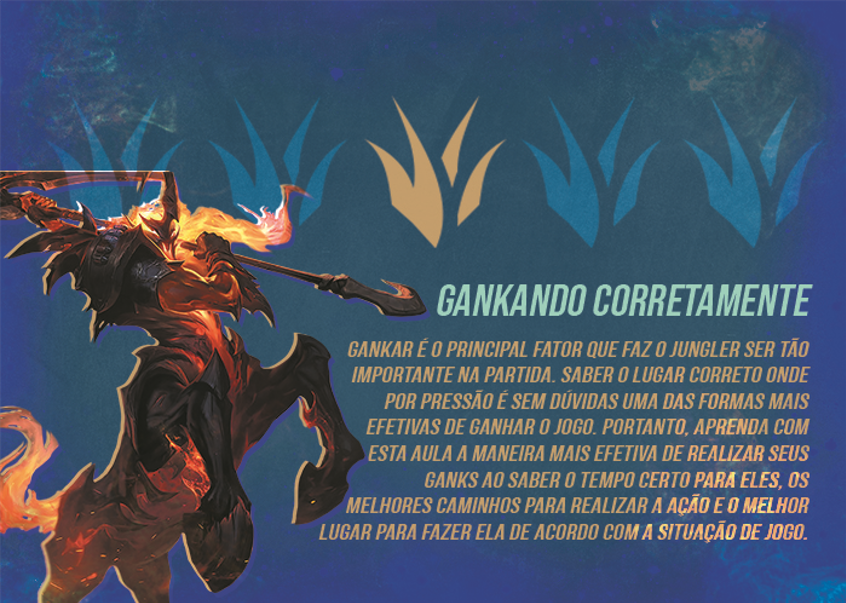 GANKANDO CORRETAMENTE
GANKAR É O PRINCIPAL FATOR QUE FAZ O JUNGLER SER TÃO
IMPORTANTE NA PARTIDA. SABER O LUGAR CORRETO ONDE
POR PRESSÃO É SEM DÚVIDAS UMA DAS FORMAS MAIS
EFETIVAS DE GANHAR O JOGO. PORTANTO, APRENDA COM
ESTA AULA A MANEIRA MAIS EFETIVA DE REALIZAR SEUS
GANKS AO SABER O TEMPO CERTO PARA ELES, OS
MELHORES CAMINHOS PARA REALIZAR A AÇÃO E O MELHOR
LUGAR PARA FAZER ELA DE ACORDO COM A SITUAÇÃO DE JOGO.